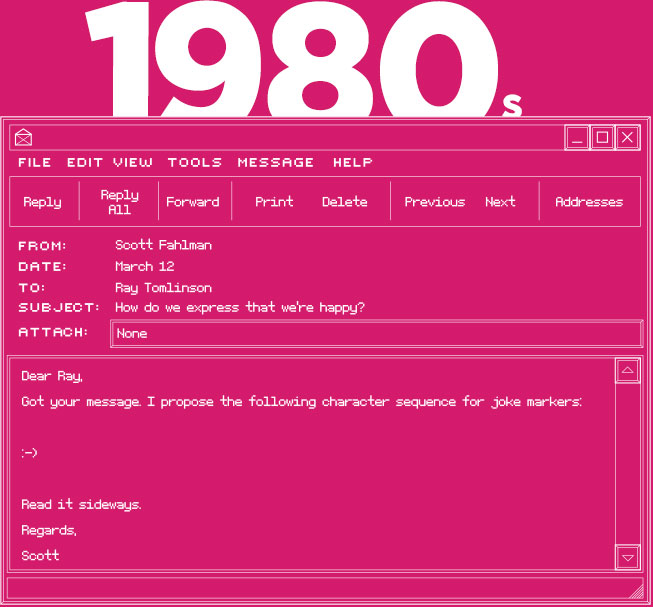 1980s
FILE EDIT VIEW TOOLS MESSAGE HELP
Reply Reply All Forward Print Delete Previous Next Addresses
FROM: Scott Fahlman
DATE: March 12
TO: Ray Tomlinson
SUBJECT: How do we express that we're happy?
ATTACH: None
Dear Ray,
Got your message. I propose the following character sequence for joke markers:
:-)
Read it sideways.
Regards,
Scott